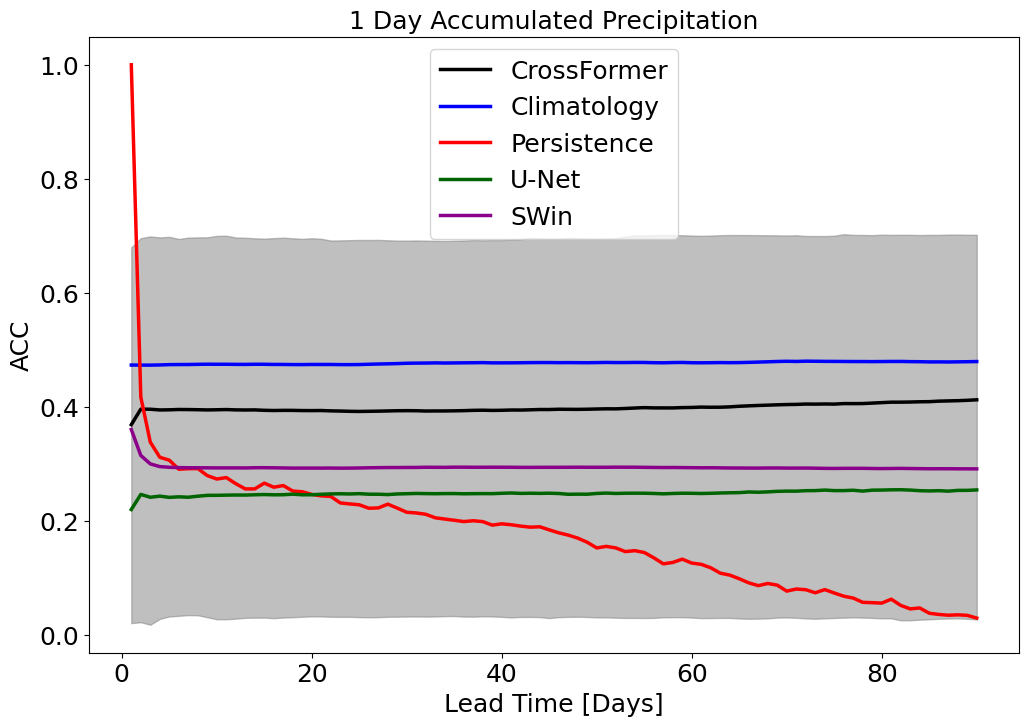 1 Day Accumulated Precipitation
CrossFormer
Climatology
Persistence
U-Net
SWin
ACC
1.0
0.8
0.6
0.4
0.2
0.0
0 20 40 60 80
Lead Time [Days]